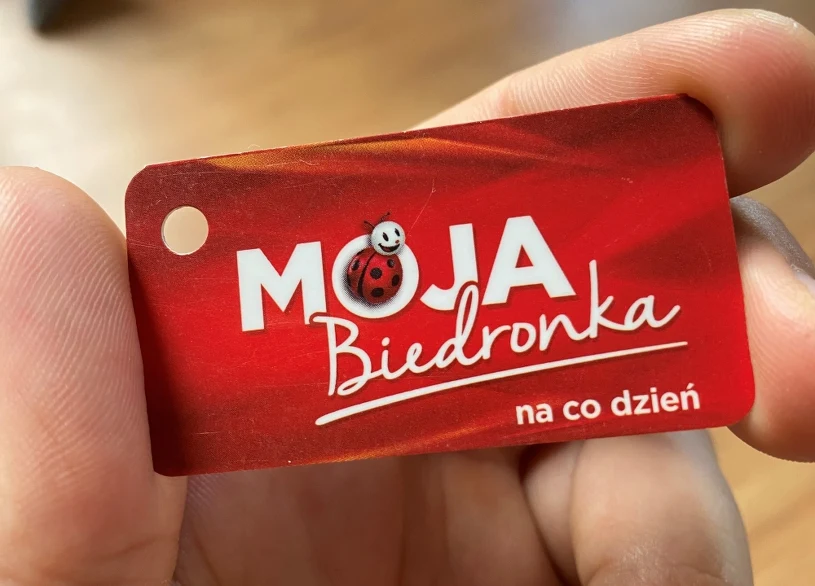 MOJA
Biedronka
na co dzień